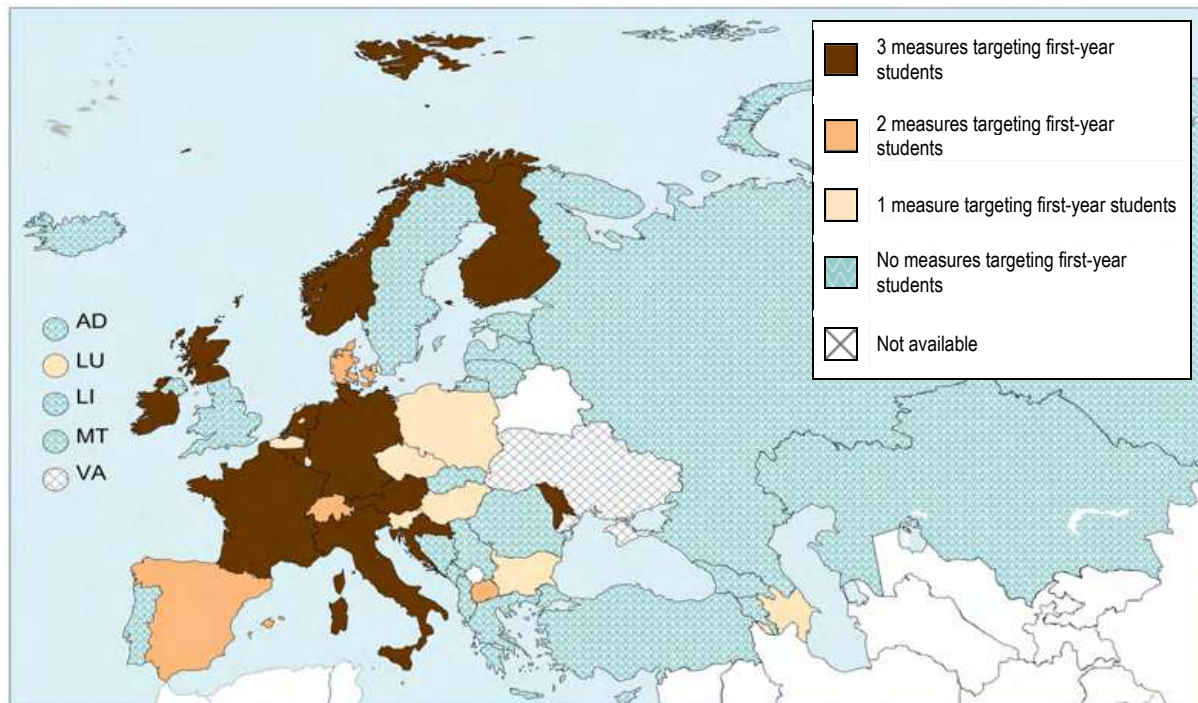 3 measures targeting first-year
students
2 measures targeting first-year
students
1 measure targeting first-year students
No measures targeting first-year
students
Not available
AD
LU
LI
MT
VA